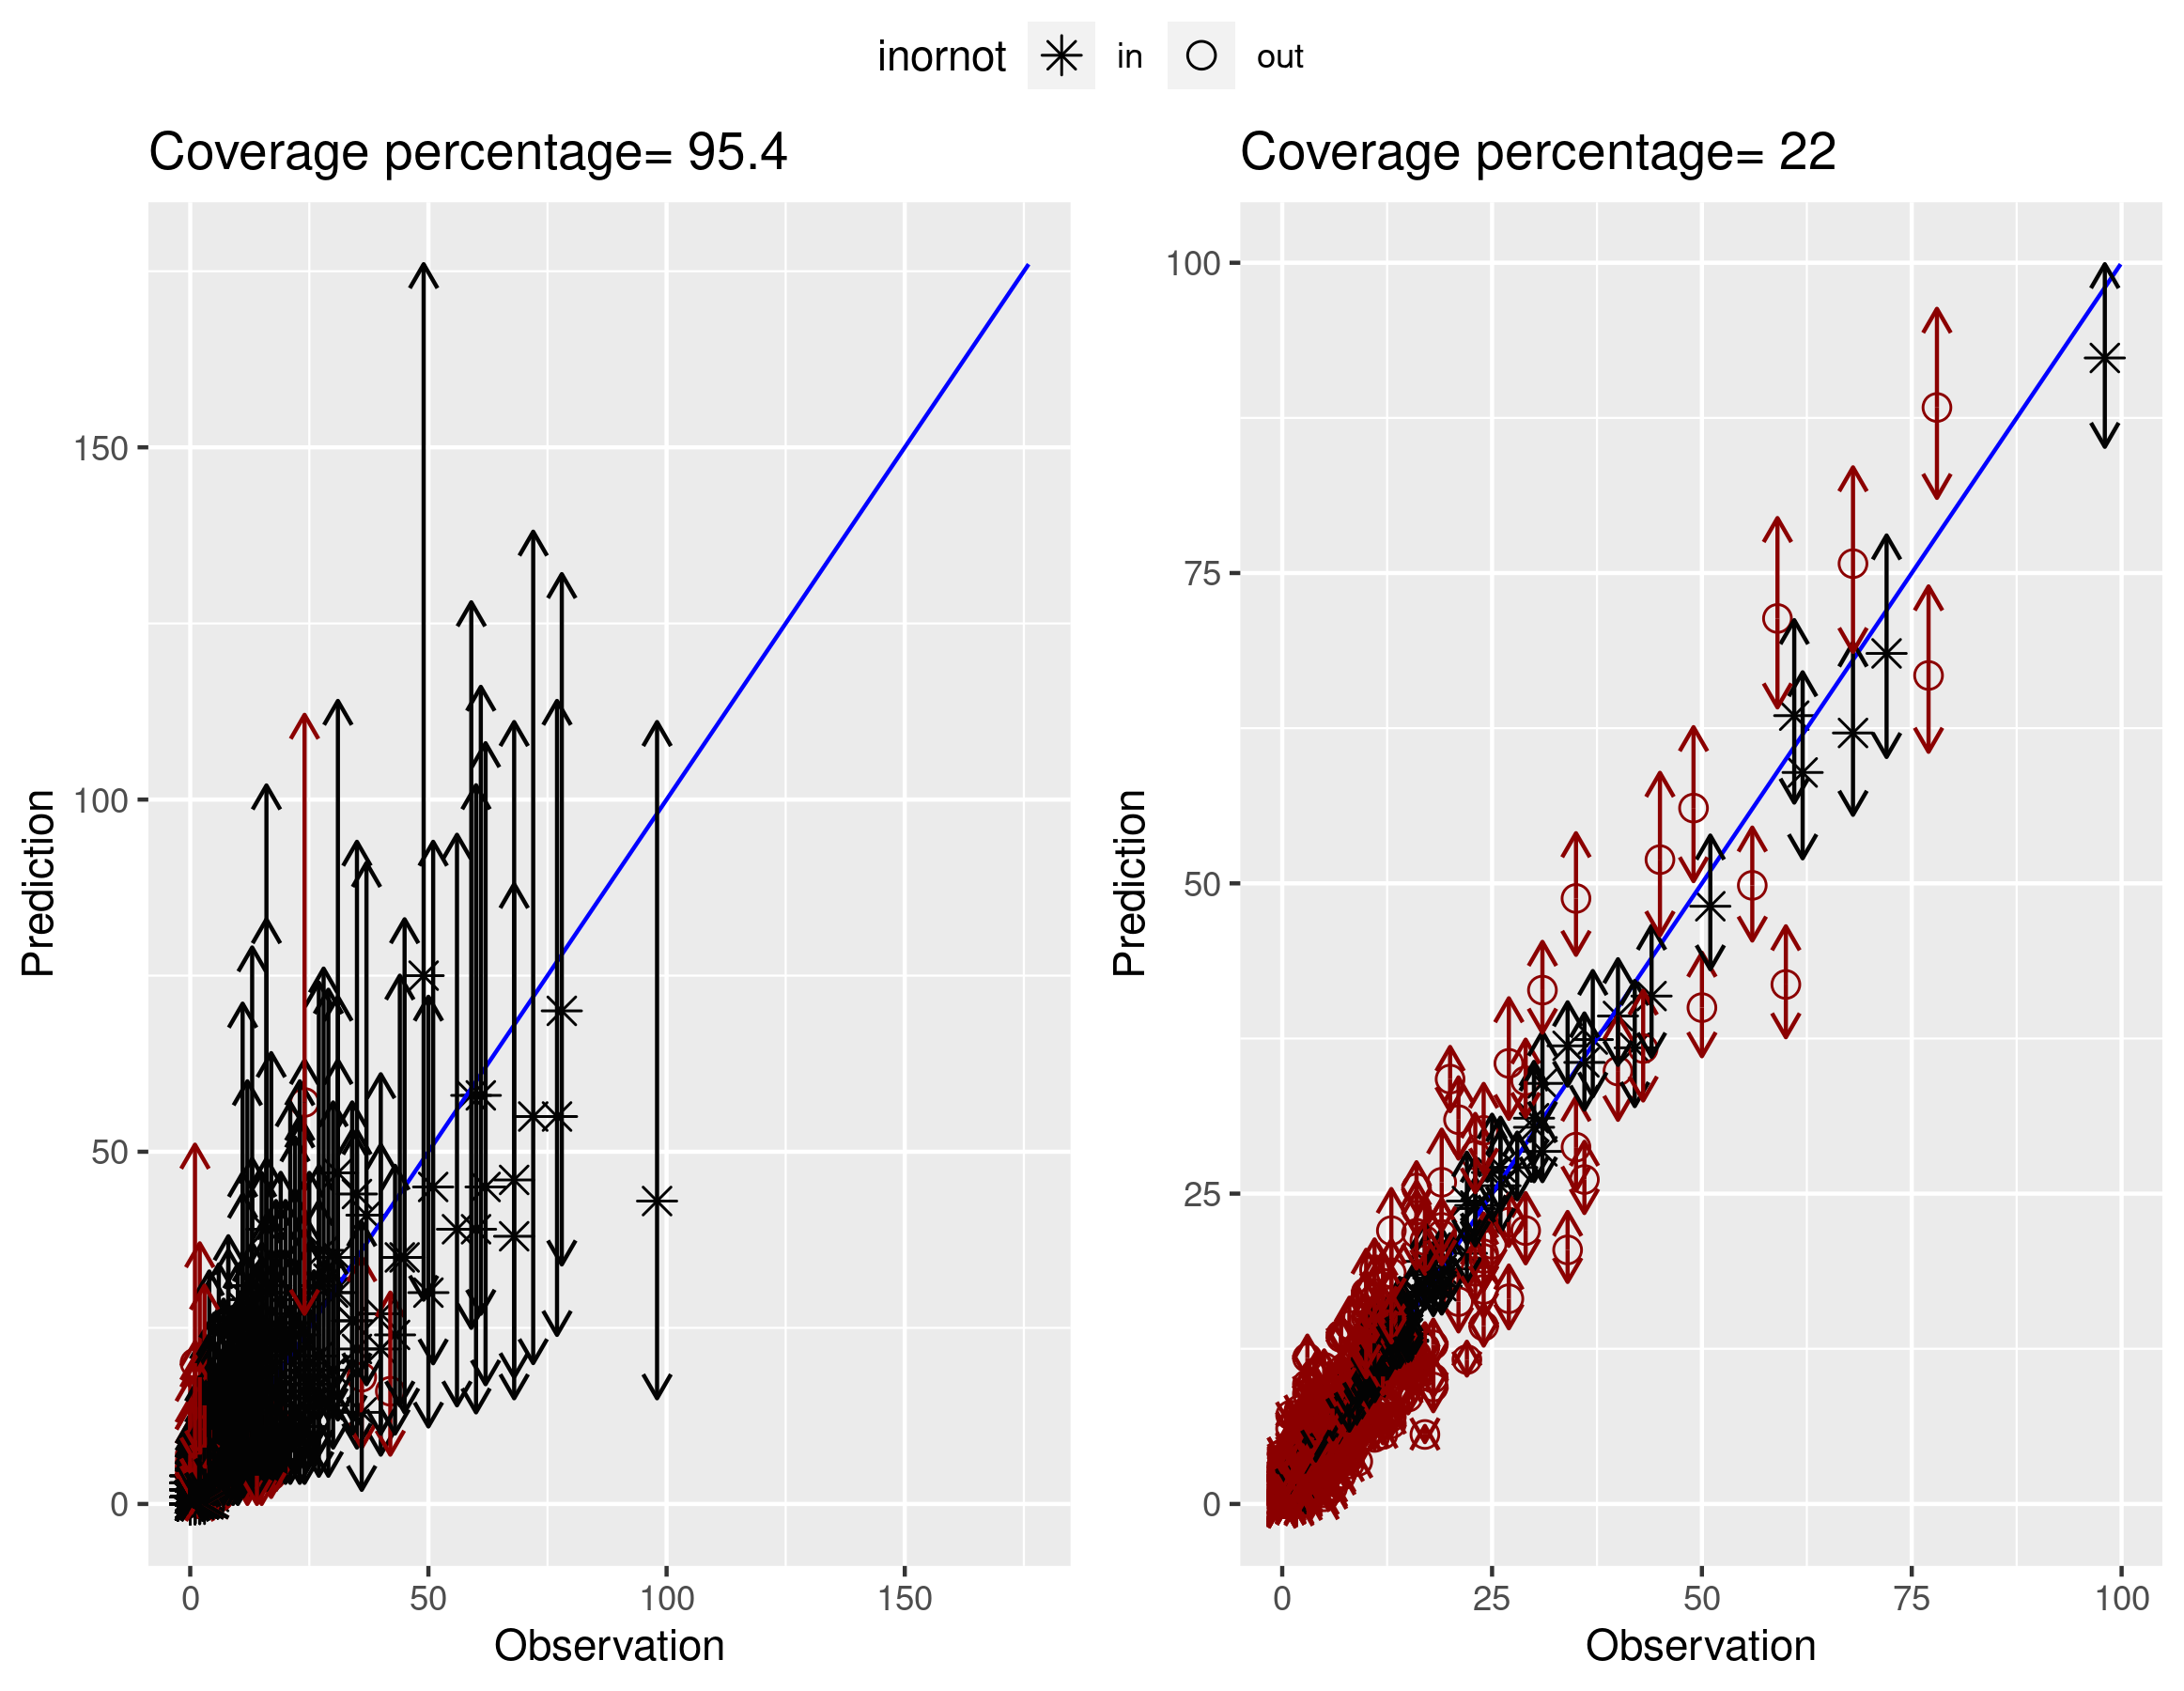 inornot in out
Coverage percentage= 95.4
Prediction
150
100
50
0
0 50 100 150
Observation
Coverage percentage= 22
Prediction
100
75
50
25
0
0 25 50 75 100
Observation